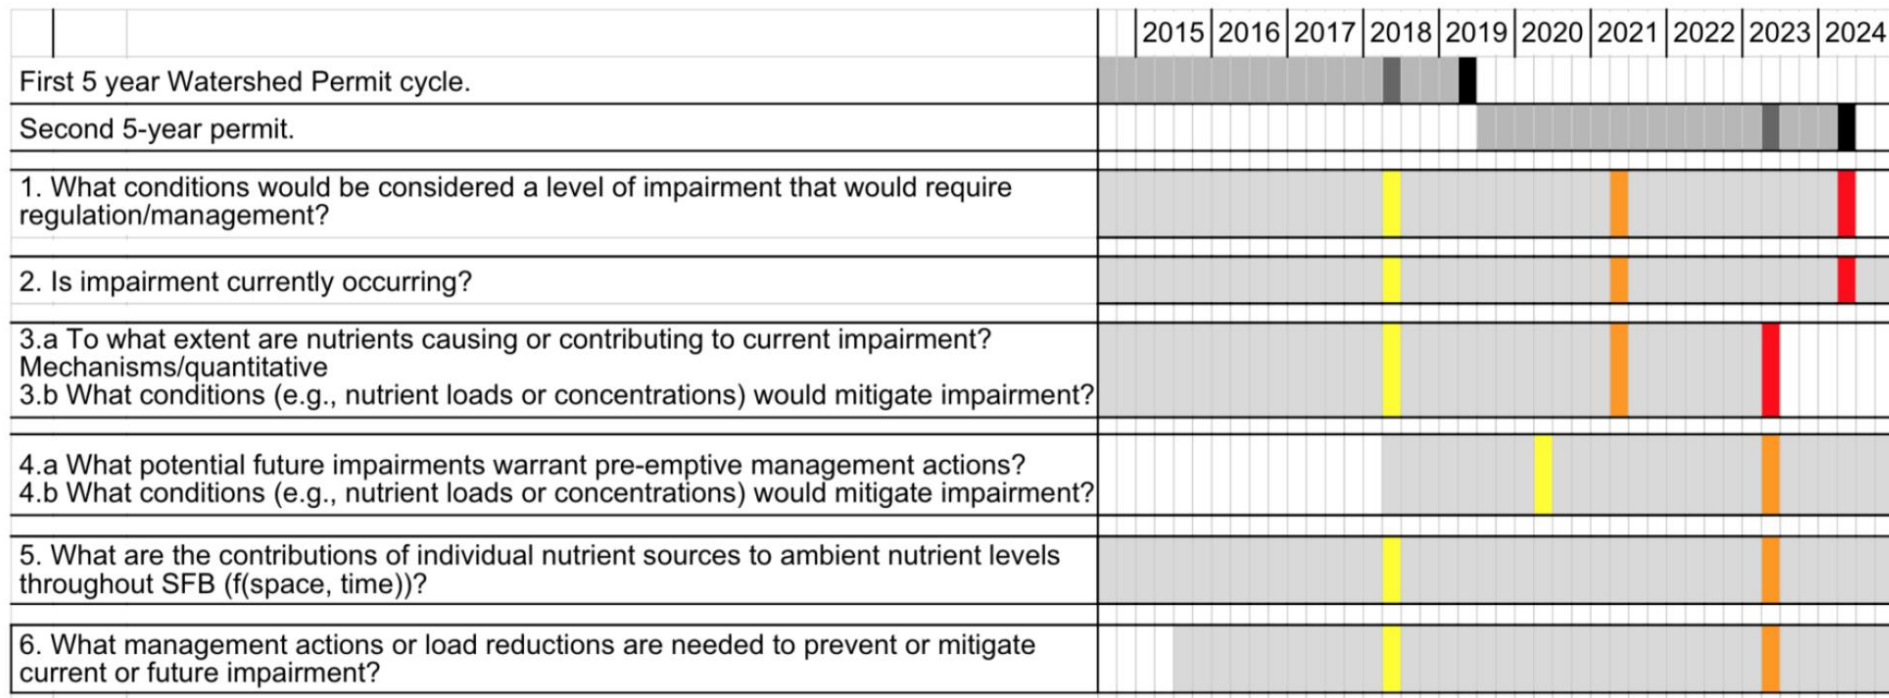 2015 2016 2017 2018 2019 2020 2021 2022 2023 2024
First 5 year Watershed Permit cycle.
Second 5-year permit.
1. What conditions would be considered a level of impairment that would require
regulation/management?
2. Is impairment currently occurring?
3.a To what extent are nutrients causing or contributing to current impairment?
Mechanisms/quantitative
3.b What conditions (e.g., nutrient loads or concentrations) would mitigate impairment?
4.a What potential future impairments warrant pre-emptive management actions?
4.b What conditions (e.g., nutrient loads or concentrations) would mitigate impairment?
5. What are the contributions of individual nutrient sources to ambient nutrient levels
throughout SFB (f(space, time))?
6. What management actions or load reductions are needed to prevent or mitigate
current or future impairment?